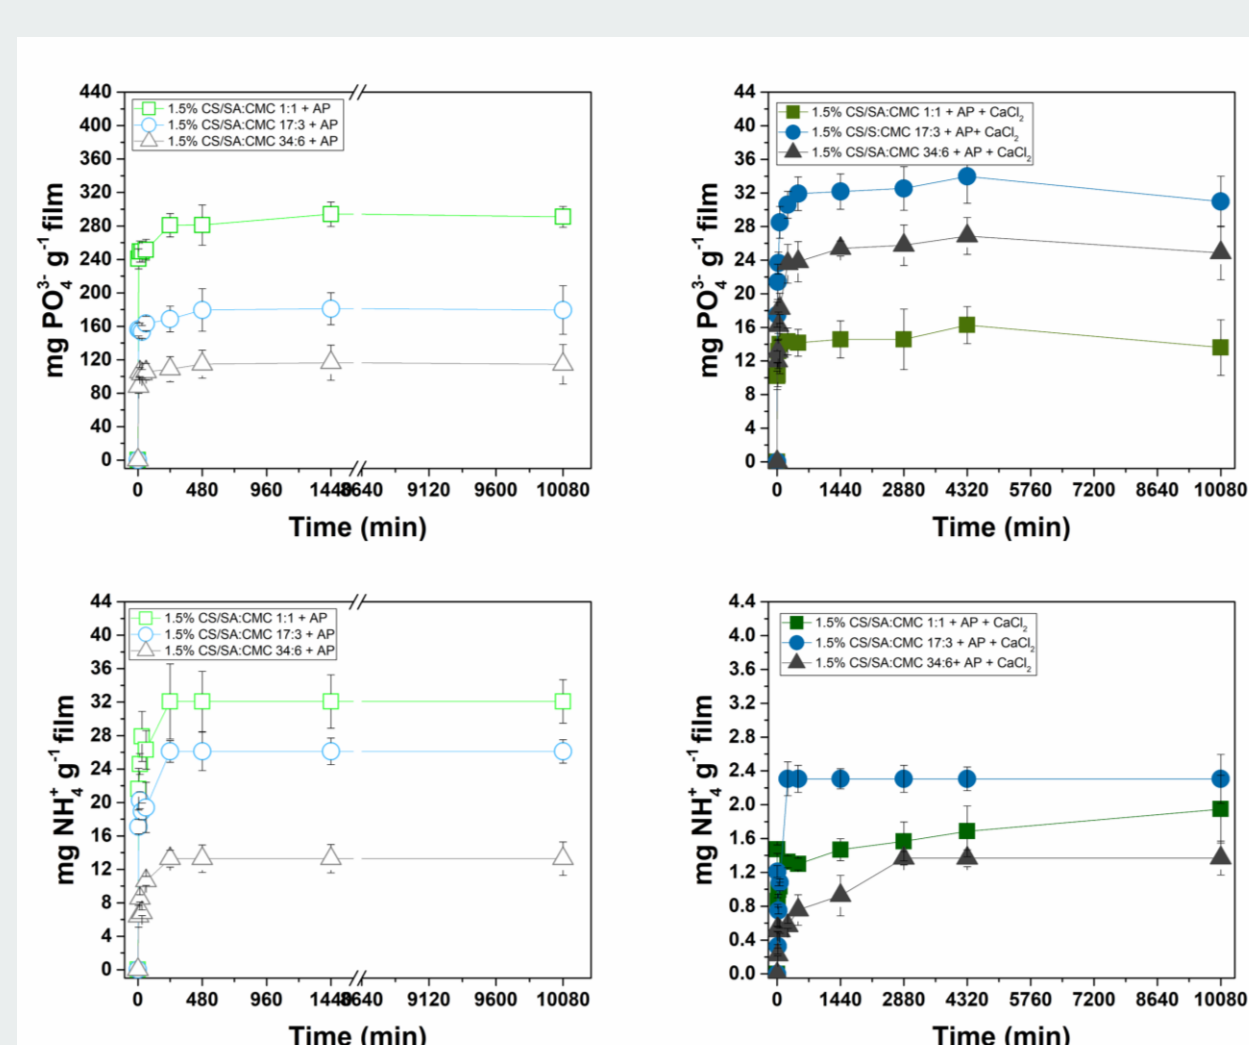 440
400
360
320
280
240
200
160
120
80
40
0
mg PO₄³⁻ g⁻¹ film
1.5% CS/SA:CMC 1:1 + AP
1.5% CS/SA:CMC 17:3 + AP
1.5% CS/SA:CMC 34:6 + AP
0 480 960 1440 8640 9120 9600 10080
Time (min)
44
40
36
32
28
24
20
16
12
8
4
0
mg PO₄³⁻ g⁻¹ film
1.5% CS/SA:CMC 1:1 + AP + CaCl₂
1.5% CS/S:CMC 17:3 + AP+ CaCl₂
1.5% CS/SA:CMC 34:6 + AP + CaCl₂
0 1440 2880 4320 5760 7200 8640 10080
Time (min)
44
40
36
32
28
24
20
16
12
8
4
0
mg NH₄⁺ g⁻¹ film
1.5% CS/SA:CMC 1:1 + AP
1.5% CS/SA:CMC 17:3 + AP
1.5% CS/SA:CMC 34:6 + AP
0 480 960 1440 8640 9120 9600 10080
Time (min)
4.4
4.0
3.6
3.2
2.8
2.4
2.0
1.6
1.2
0.8
0.4
0.0
mg NH₄⁺ g⁻¹ film
1.5% CS/SA:CMC 1:1 + AP + CaCl₂
1.5% CS/SA:CMC 17:3 + AP + CaCl₂
1.5% CS/SA:CMC 34:6+ AP + CaCl₂
0 1440 2880 4320 5760 7200 8640 10080
Time (min)